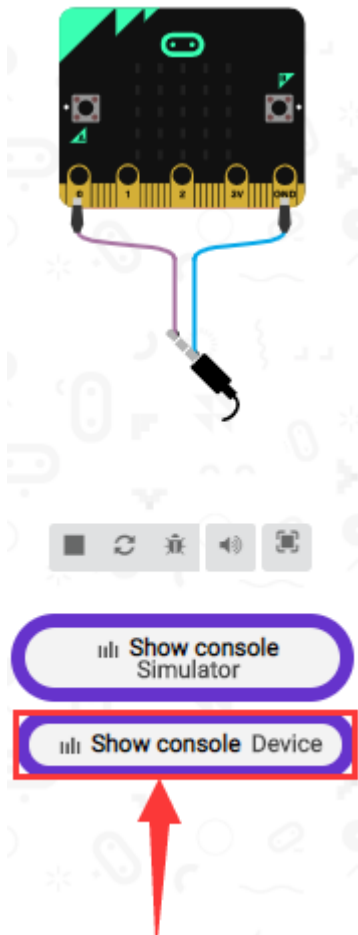 B
A
0 1 2 3V GND
Show console
Simulator
Show console Device